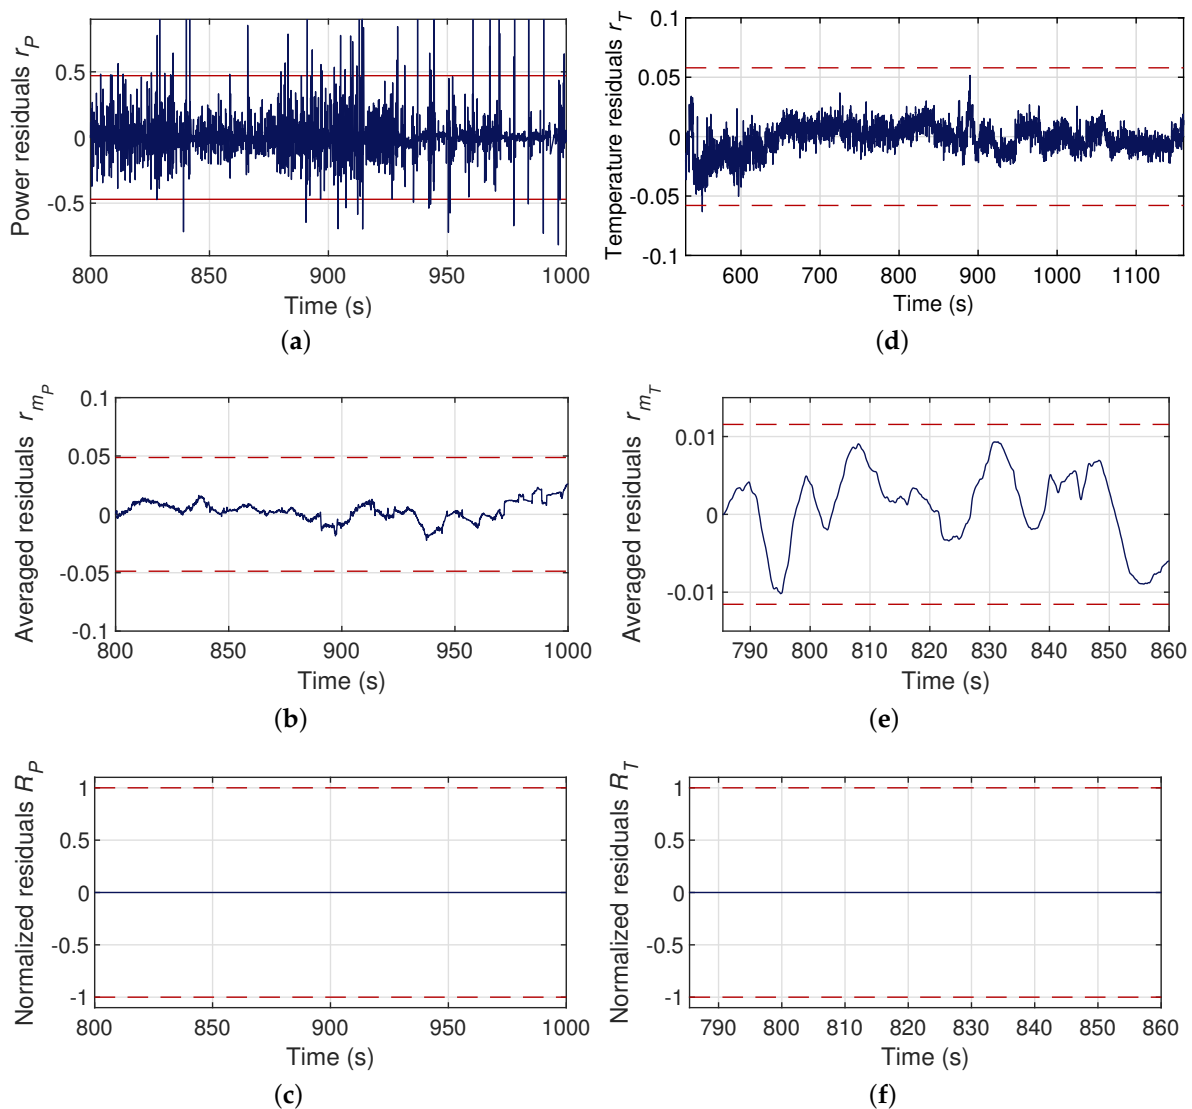 Power residuals r_P
0.5
0
-0.5
800 850 900 950 1000
Time (s)
(a)
Temperature residuals r_T
0.1
0.05
0
-0.05
-0.1
600 700 800 900 1000 1100
Time (s)
(d)
Averaged residuals r_{m_P}
0.1
0.05
0
-0.05
-0.1
800 850 900 950 1000
Time (s)
(b)
Averaged residuals r_{m_T}
0.01
0
-0.01
790 800 810 820 830 840 850 860
Time (s)
(e)
Normalized residuals R_P
1
0.5
0
-0.5
-1
800 850 900 950 1000
Time (s)
(c)
Normalized residuals R_T
1
0.5
0
-0.5
-1
790 800 810 820 830 840 850 860
Time (s)
(f)